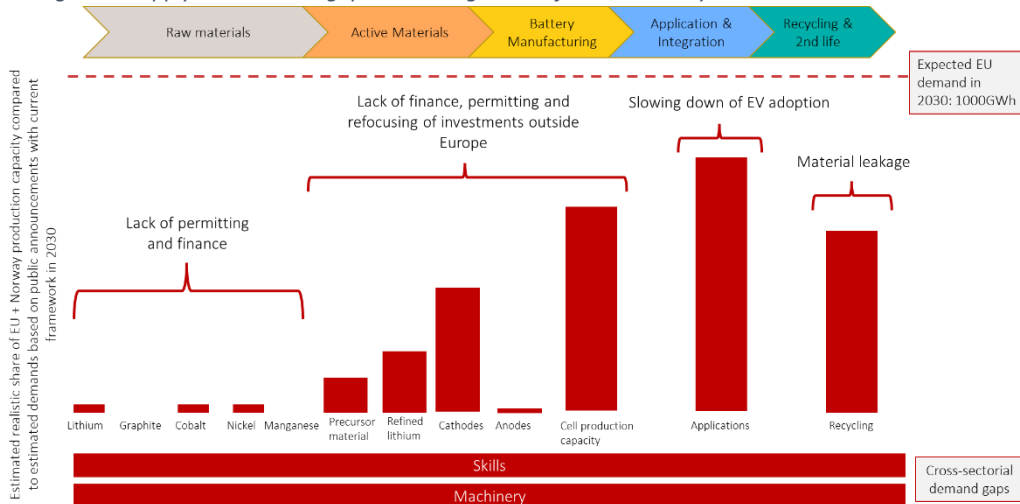 Raw materials
Active Materials
Battery
Manufacturing
Application &
Integration
Recycling &
2nd life
Expected EU
demand in
2030: 1000GWh
Estimated realistic share of EU + Norway production capacity compared
to estimated demands based on public announcements with current
framework in 2030
Lack of finance, permitting and
refocusing of investments outside
Europe
Slowing down of EV adoption
Material leakage
Lack of permitting
and finance
Lithium
Graphite
Cobalt
Nickel
Manganese
Precursor
material
Refined
lithium
Cathodes
Anodes
Cell production
capacity
Applications
Recycling
Skills
Machinery
Cross-sectorial
demand gaps